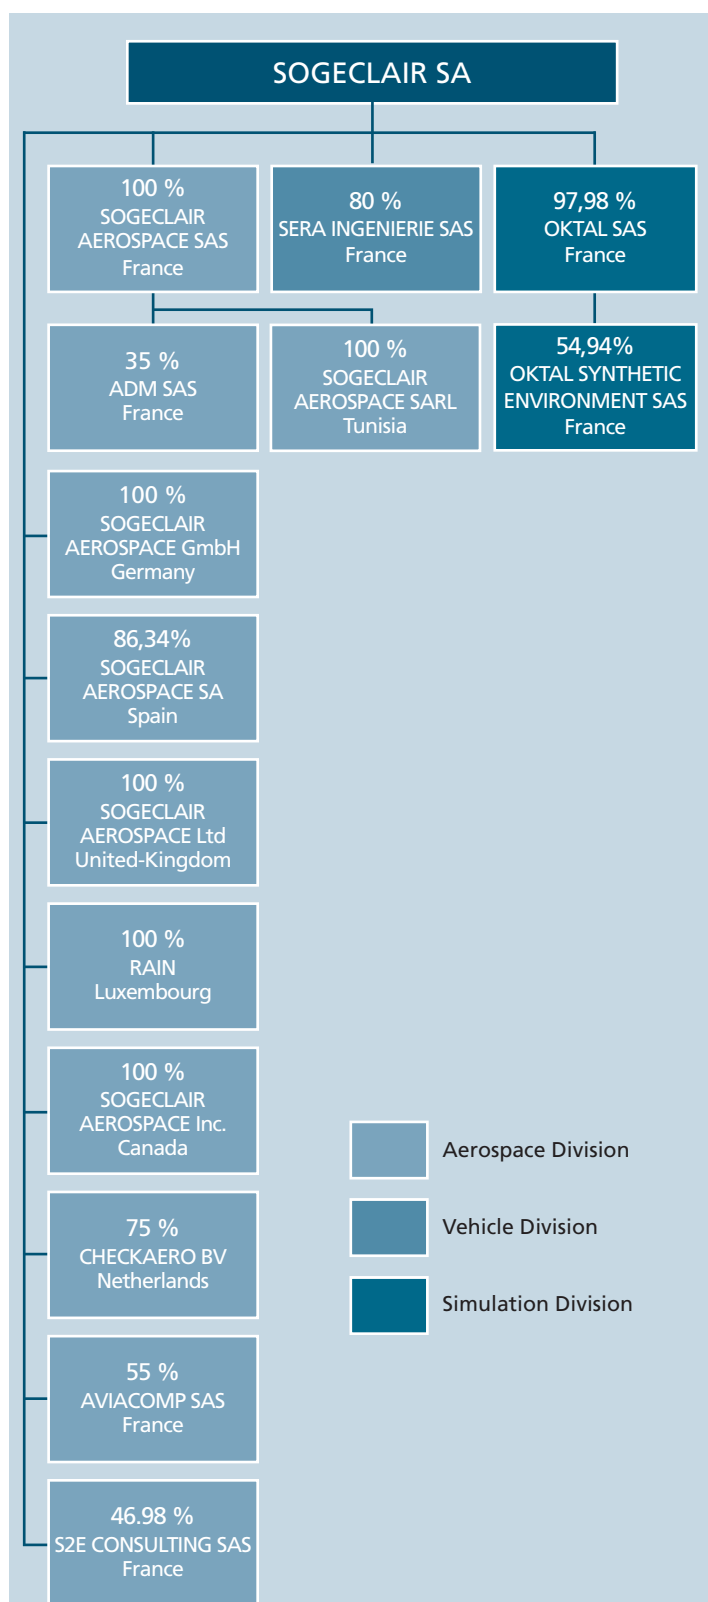 SOGECLAIR SA
100 %
SOGECLAIR
AEROSPACE SAS
France
80 %
SERA INGENIERIE SAS
France
97,98 %
OKTAL SAS
France
35 %
ADM SAS
France
100 %
SOGECLAIR
AEROSPACE SARL
Tunisia
54,94%
OKTAL SYNTHETIC
ENVIRONMENT SAS
France
100 %
SOGECLAIR
AEROSPACE GmbH
Germany
86,34%
SOGECLAIR
AEROSPACE SA
Spain
100 %
SOGECLAIR
AEROSPACE Ltd
United-Kingdom
100 %
RAIN
Luxembourg
100 %
SOGECLAIR
AEROSPACE Inc.
Canada
75 %
CHECKAERO BV
Netherlands
55 %
AVIACOMP SAS
France
46.98 %
S2E CONSULTING SAS
France
Aerospace Division
Vehicle Division
Simulation Division